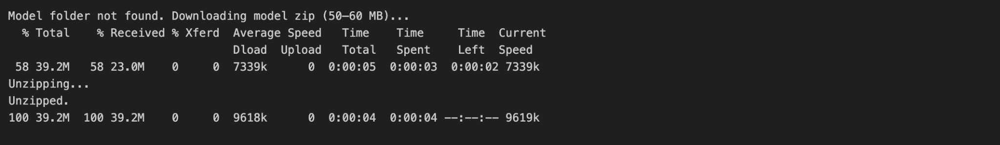 Model folder not found. Downloading model zip (50–60 MB)...
  % Total    % Received % Xferd  Average Speed   Time   Time     Time  Current
                                 Dload  Upload   Total   Spent    Left  Speed
 58 39.2M   58 23.0M    0     0  7339k      0  0:00:05  0:00:03  0:00:02 7339k
Unzipping...
Unzipped.
100 39.2M  100 39.2M    0     0  9618k      0  0:00:04  0:00:04 --:--:-- 9619k